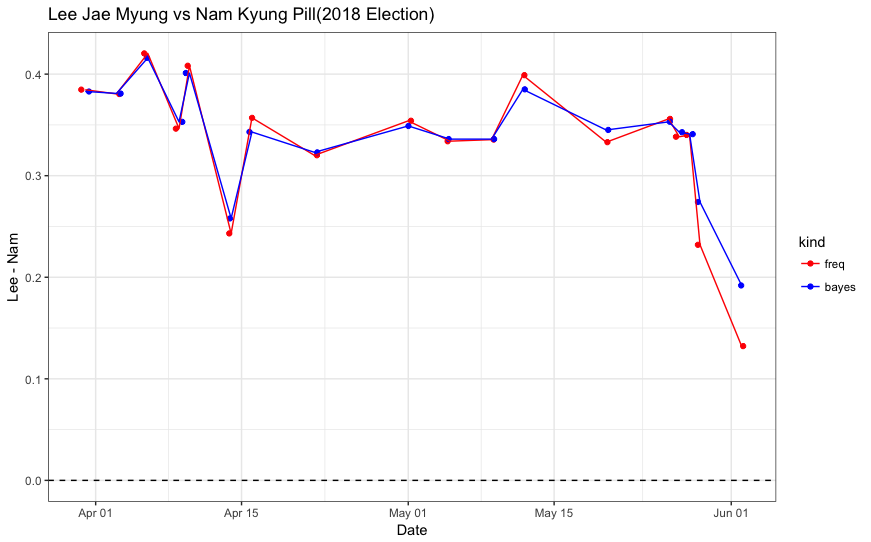 Lee Jae Myung vs Nam Kyung Pill(2018 Election)
0.4
0.3
0.2
0.1
0.0
Lee - Nam
Apr 01
Apr 15
May 01
May 15
Jun 01
Date
kind
freq
bayes